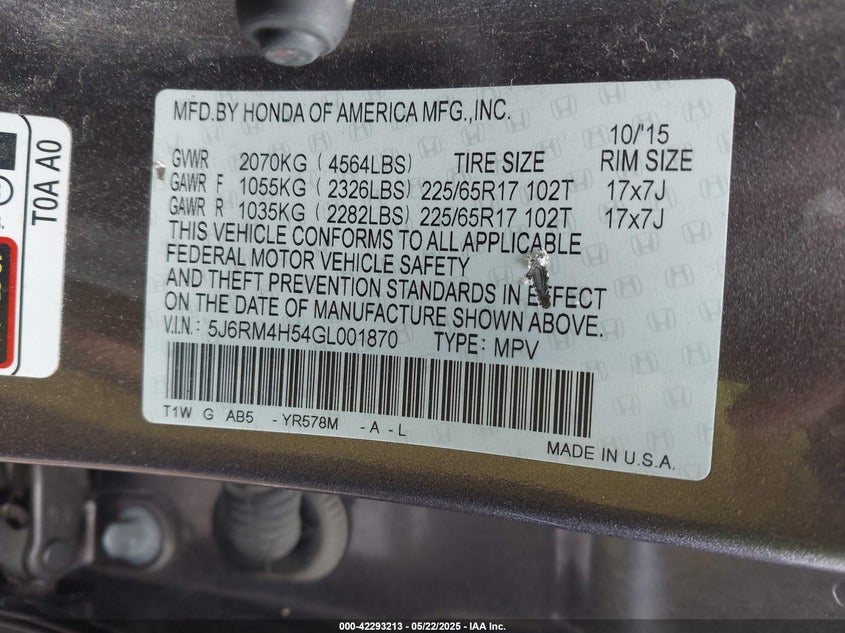 MFD.BY HONDA OF AMERICA MFG.,INC.
10/'15
GVWR 2070KG (4564LBS) TIRE SIZE RIM SIZE
GAWR F 1055KG (2326LBS) 225/65R17 102T 17x7J
GAWR R 1035KG (2282LBS) 225/65R17 102T 17x7J
THIS VEHICLE CONFORMS TO ALL APPLICABLE
FEDERAL MOTOR VEHICLE SAFETY
AND THEFT PREVENTION STANDARDS IN EFFECT
ON THE DATE OF MANUFACTURE SHOWN ABOVE.
V.I.N.: 5J6RM4H54GL001870 TYPE: MPV
T1W G AB5 -YR578M -A-L
MADE IN U.S.A.
T0A A0
000-42293213 - 05/22/2025 - IAA Inc.